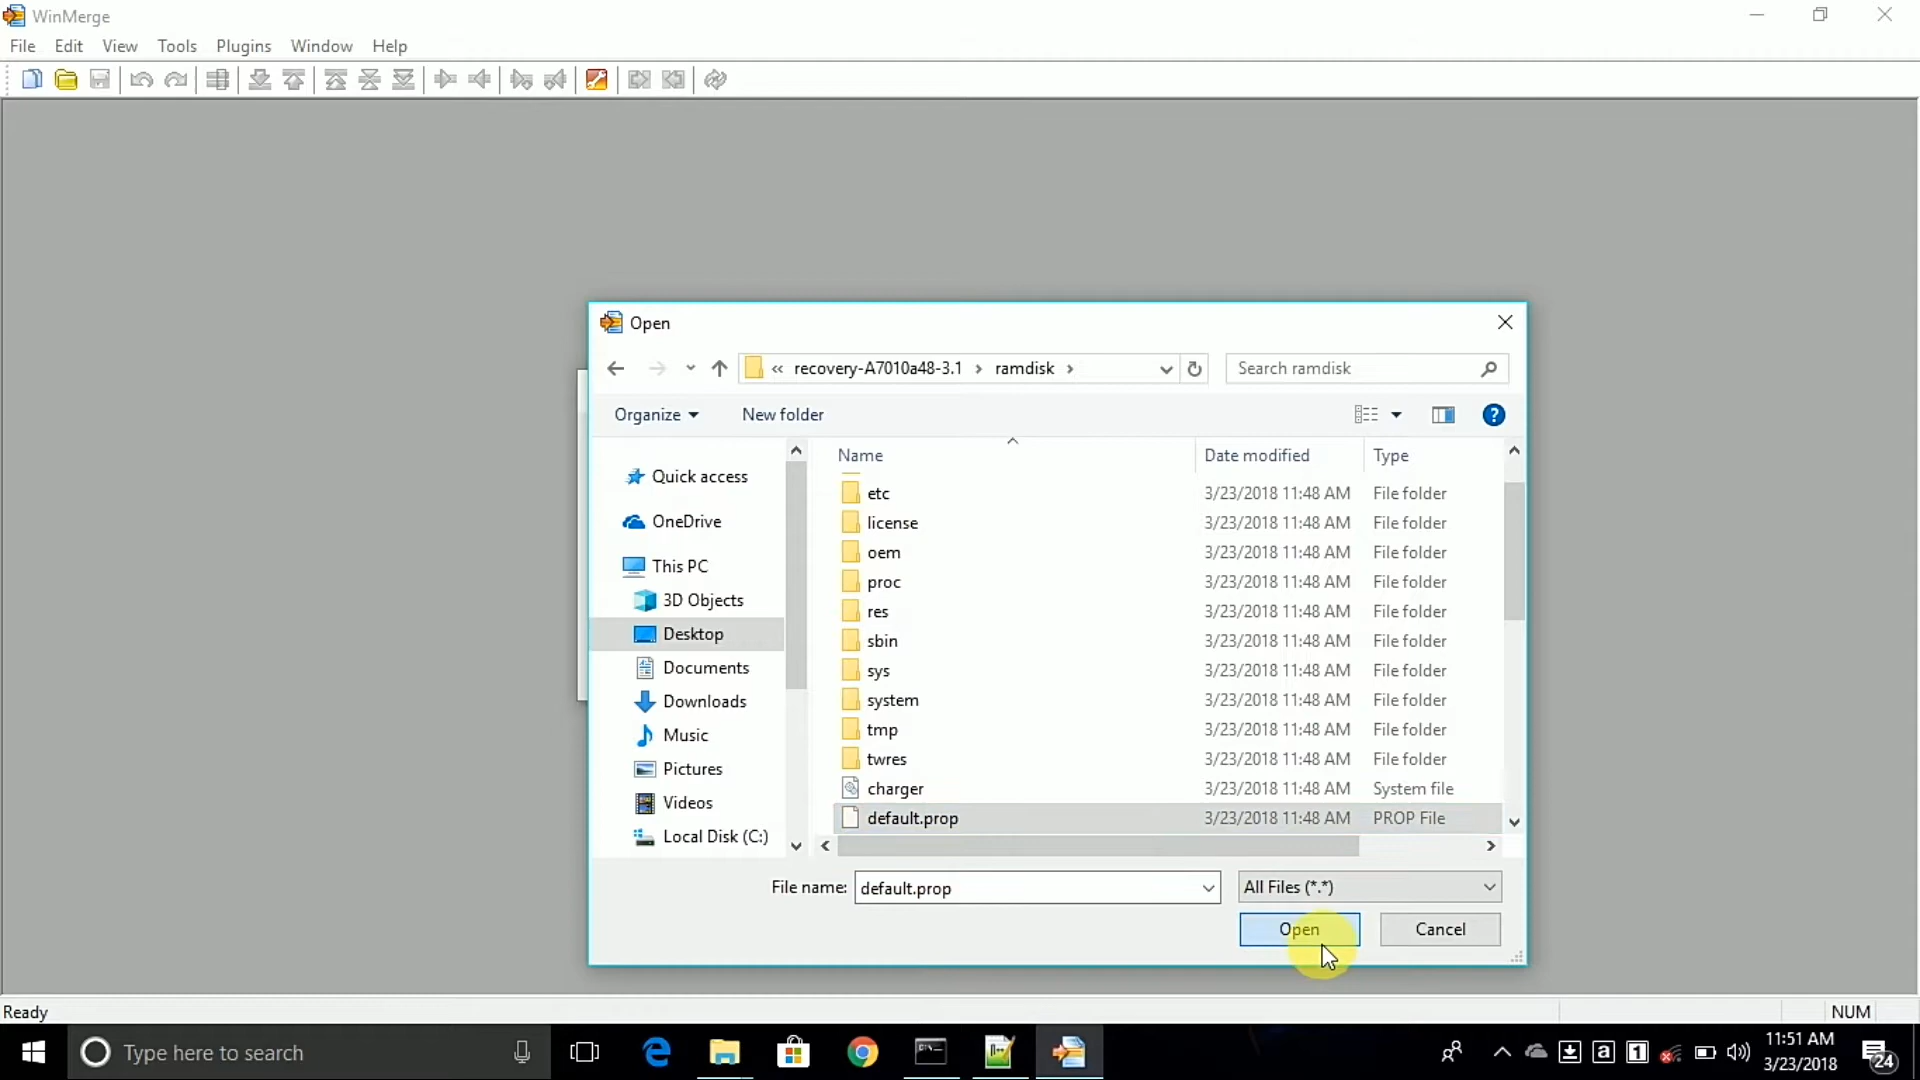 WinMerge
File Edit View Tools Plugins Window Help
Open
« recovery-A7010a48-3.1 › ramdisk ›
Search ramdisk
Organize
New folder
Name Date modified Type
Quick access
OneDrive
This PC
3D Objects
Desktop
Documents
Downloads
Music
Pictures
Videos
Local Disk (C:)
etc 3/23/2018 11:48 AM File folder
license 3/23/2018 11:48 AM File folder
oem 3/23/2018 11:48 AM File folder
proc 3/23/2018 11:48 AM File folder
res 3/23/2018 11:48 AM File folder
sbin 3/23/2018 11:48 AM File folder
sys 3/23/2018 11:48 AM File folder
system 3/23/2018 11:48 AM File folder
tmp 3/23/2018 11:48 AM File folder
twres 3/23/2018 11:48 AM File folder
charger 3/23/2018 11:48 AM System file
default.prop 3/23/2018 11:48 AM PROP File
File name: default.prop
All Files (*.*)
Open Cancel
Ready
NUM
Type here to search
11:51 AM
3/23/2018
24